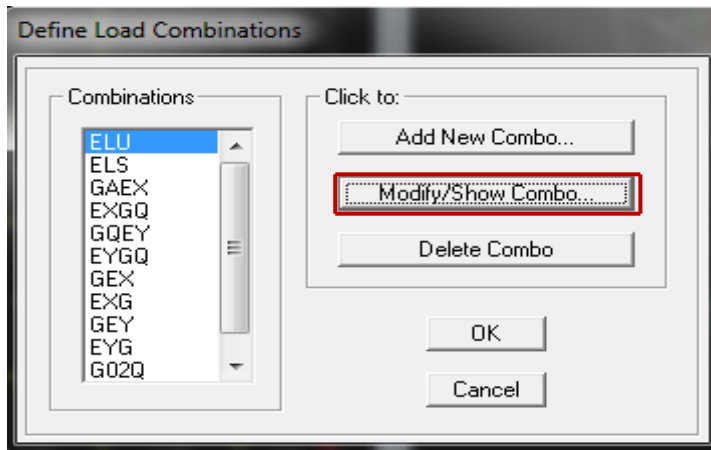 Define Load Combinations
Combinations
ELU
ELS
GAEX
EXGQ
GQEY
EYGQ
GEX
EXG
GEY
EYG
G02Q
Click to:
Add New Combo...
Modify/Show Combo...
Delete Combo
OK
Cancel